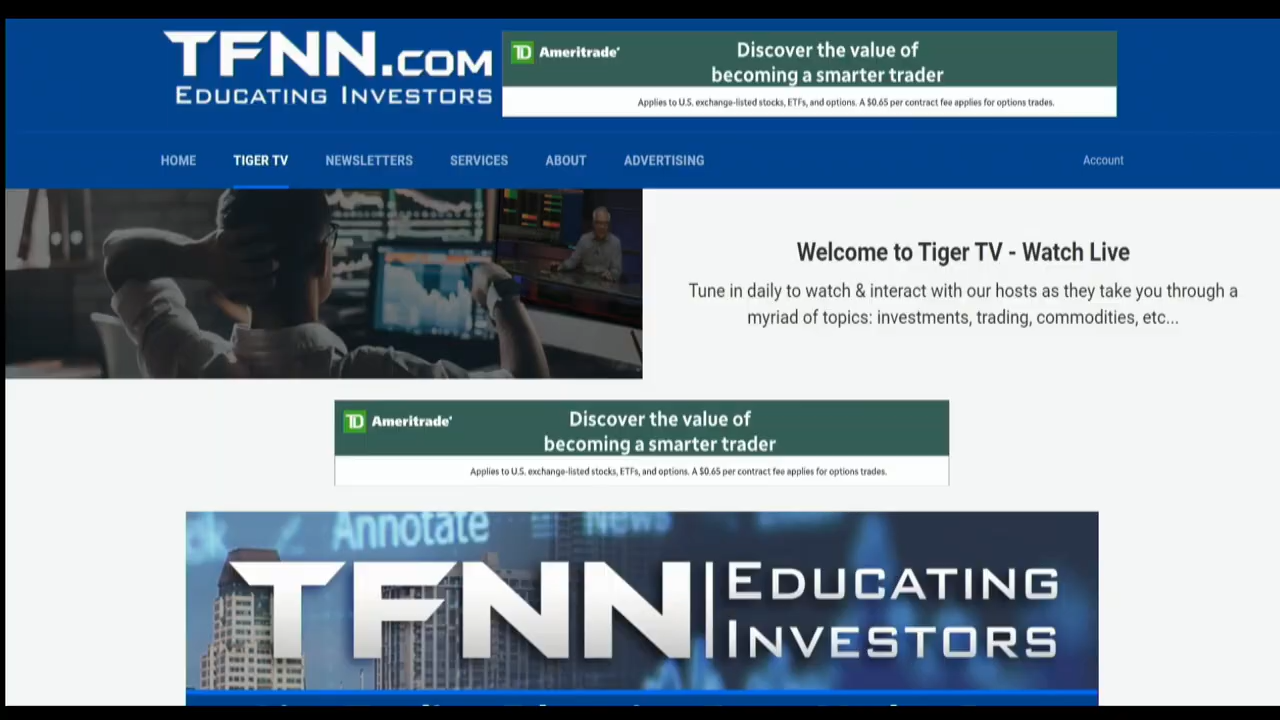 TFNN.COM
EDUCATING INVESTORS
TD Ameritrade
Discover the value of
becoming a smarter trader
Applies to U.S. exchange-listed stocks, ETFs, and options. A $0.65 per contract fee applies for options trades.
HOME TIGER TV NEWSLETTERS SERVICES ABOUT ADVERTISING Account
Welcome to Tiger TV - Watch Live
Tune in daily to watch & interact with our hosts as they take you through a
myriad of topics: investments, trading, commodities, etc...
TD Ameritrade
Discover the value of
becoming a smarter trader
Applies to U.S. exchange-listed stocks, ETFs, and options. A $0.65 per contract fee applies for options trades.
Annotate News
TFNN EDUCATING
INVESTORS